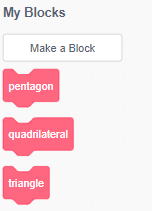 My Blocks
Make a Block
pentagon
quadrilateral
triangle